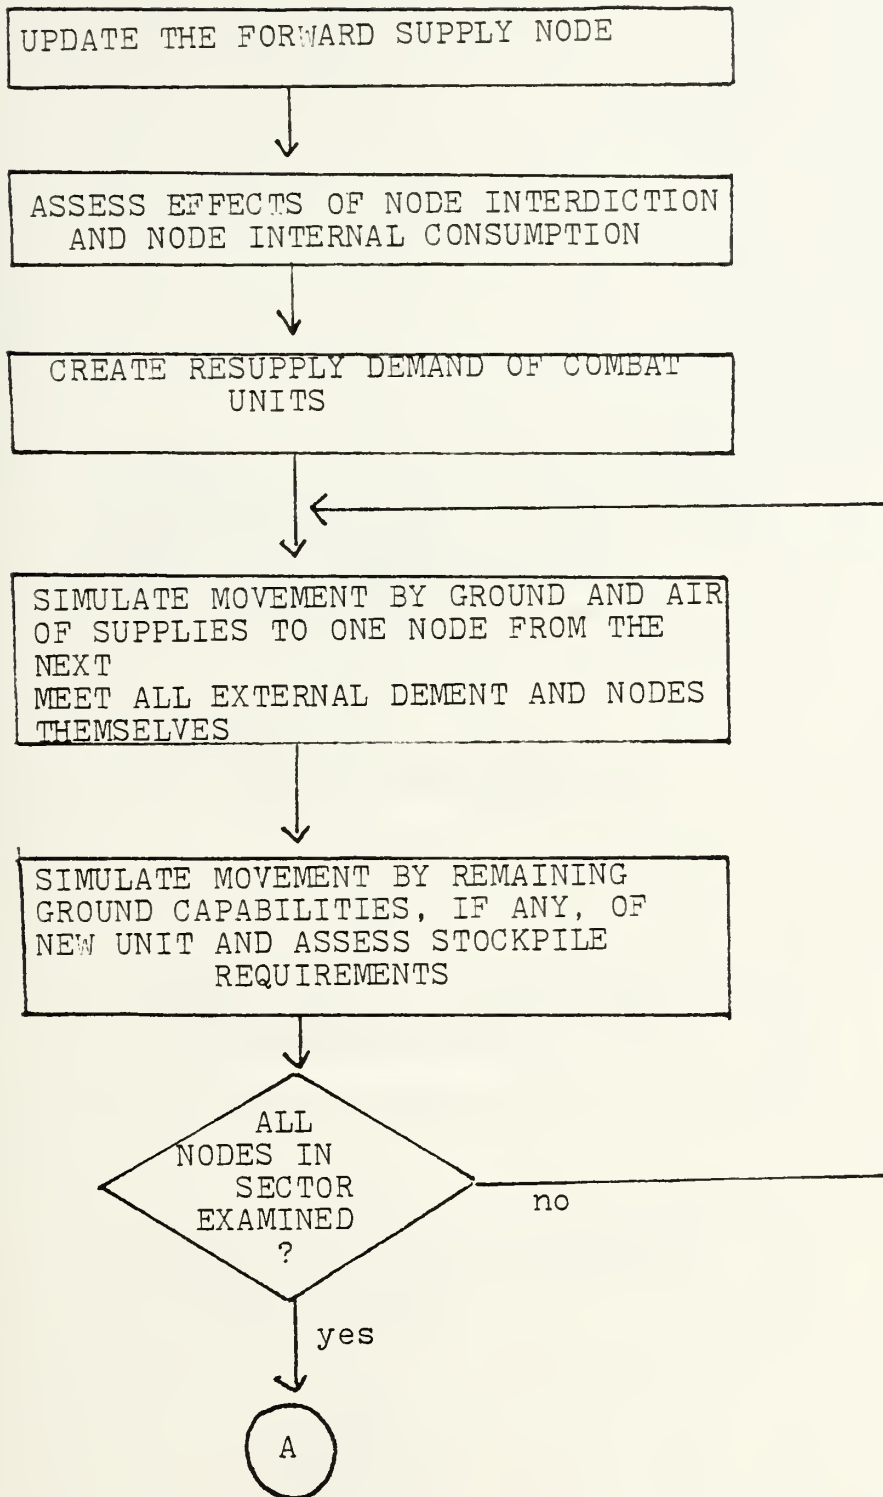 UPDATE THE FORWARD SUPPLY NODE
ASSESS EFFECTS OF NODE INTERDICTION
AND NODE INTERNAL CONSUMPTION
CREATE RESUPPLY DEMAND OF COMBAT
UNITS
SIMULATE MOVEMENT BY GROUND AND AIR
OF SUPPLIES TO ONE NODE FROM THE
NEXT
MEET ALL EXTERNAL DEMENT AND NODES
THEMSELVES
SIMULATE MOVEMENT BY REMAINING
GROUND CAPABILITIES, IF ANY, OF
NEW UNIT AND ASSESS STOCKPILE
REQUIREMENTS
ALL
NODES IN
SECTOR
EXAMINED
?
no
yes
A